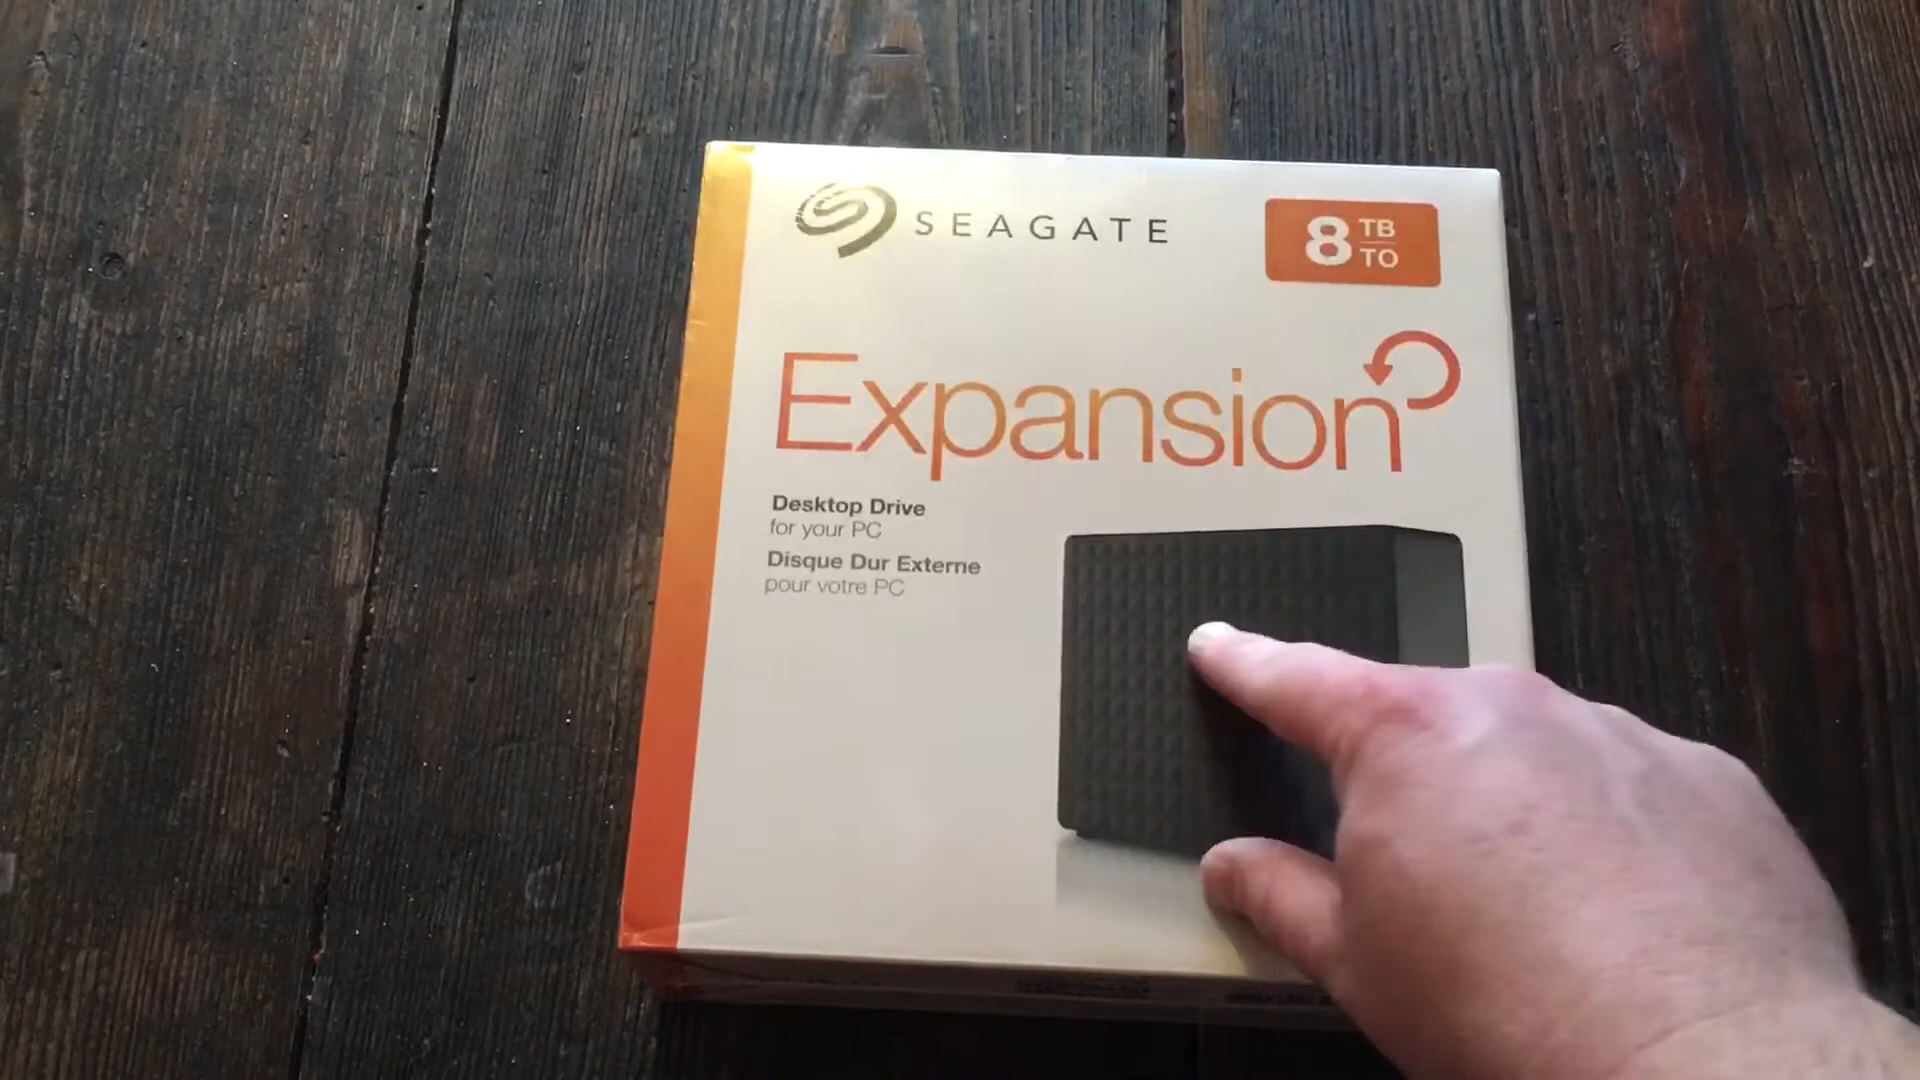 SEAGATE
8 TB
TO
Expansion
Desktop Drive
for your PC
Disque Dur Externe
pour votre PC